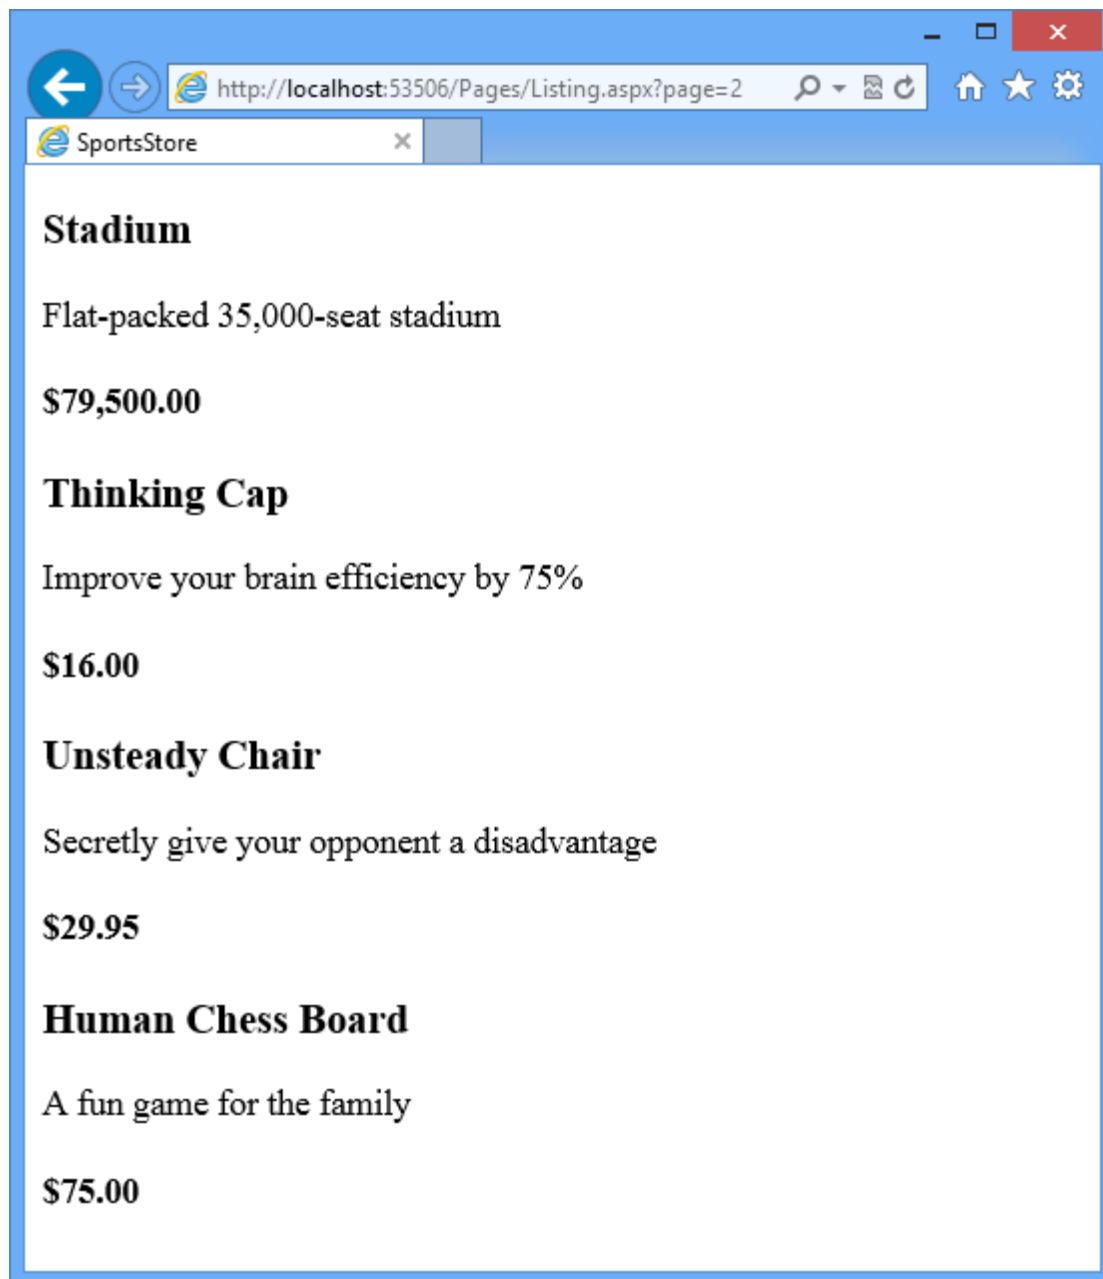 http://localhost:53506/Pages/Listing.aspx?page=2
SportsStore
Stadium
Flat-packed 35,000-seat stadium
$79,500.00
Thinking Cap
Improve your brain efficiency by 75%
$16.00
Unsteady Chair
Secretly give your opponent a disadvantage
$29.95
Human Chess Board
A fun game for the family
$75.00